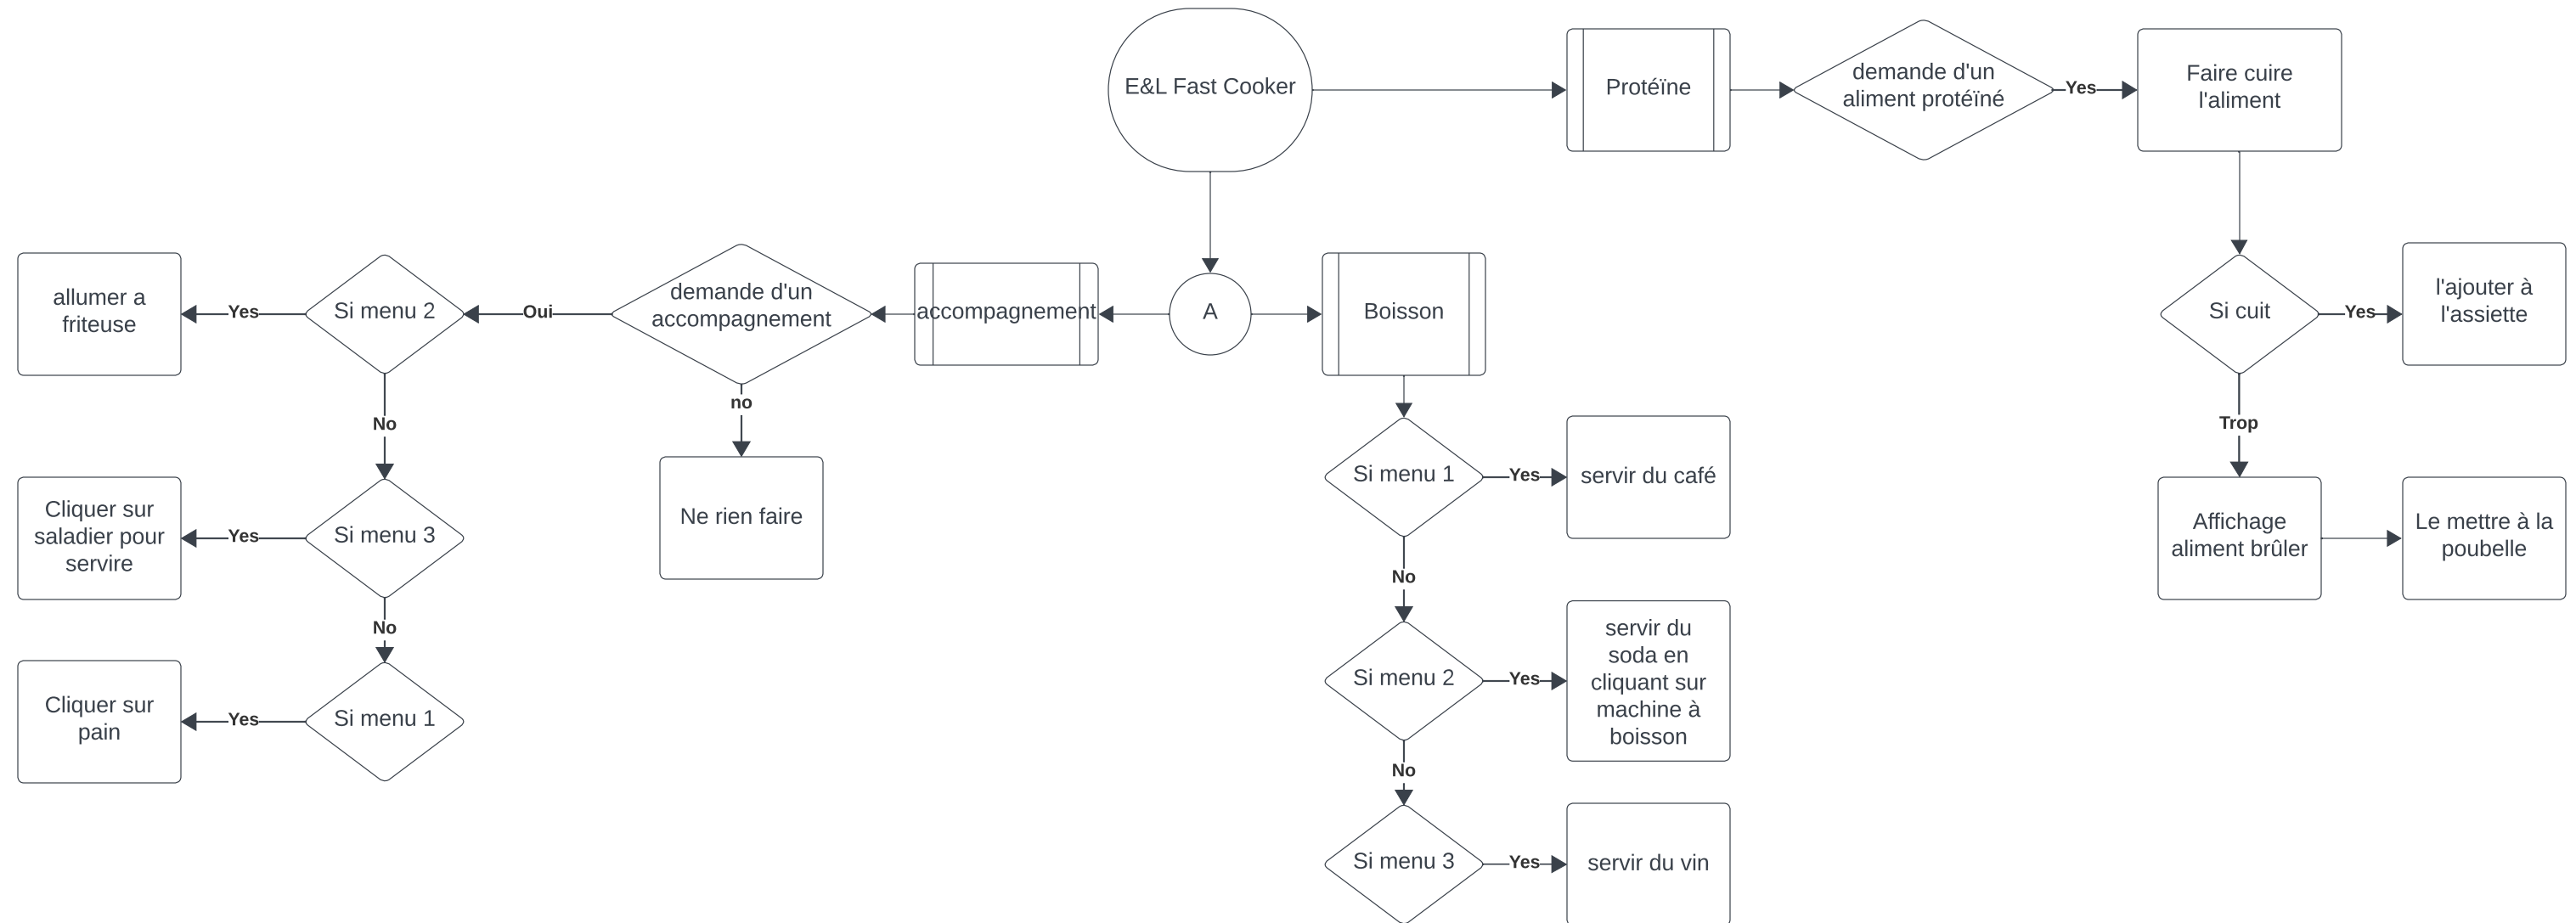 E&L Fast Cooker
Protéïne
demande d'un
aliment protéïné
Yes
Faire cuire
l'aliment
allumer a
friteuse
Yes
Si menu 2
Oui
demande d'un
accompagnement
accompagnement
A
Boisson
Si cuit
Yes
l'ajouter à
l'assiette
no
No
Trop
Cliquer sur
saladier pour
servire
Yes
Si menu 3
Ne rien faire
Si menu 1
Yes
servir du café
Affichage
aliment brûler
Le mettre à la
poubelle
No
No
Cliquer sur
pain
Yes
Si menu 1
Si menu 2
Yes
servir du
soda en
cliquant sur
machine à
boisson
No
Si menu 3
Yes
servir du vin